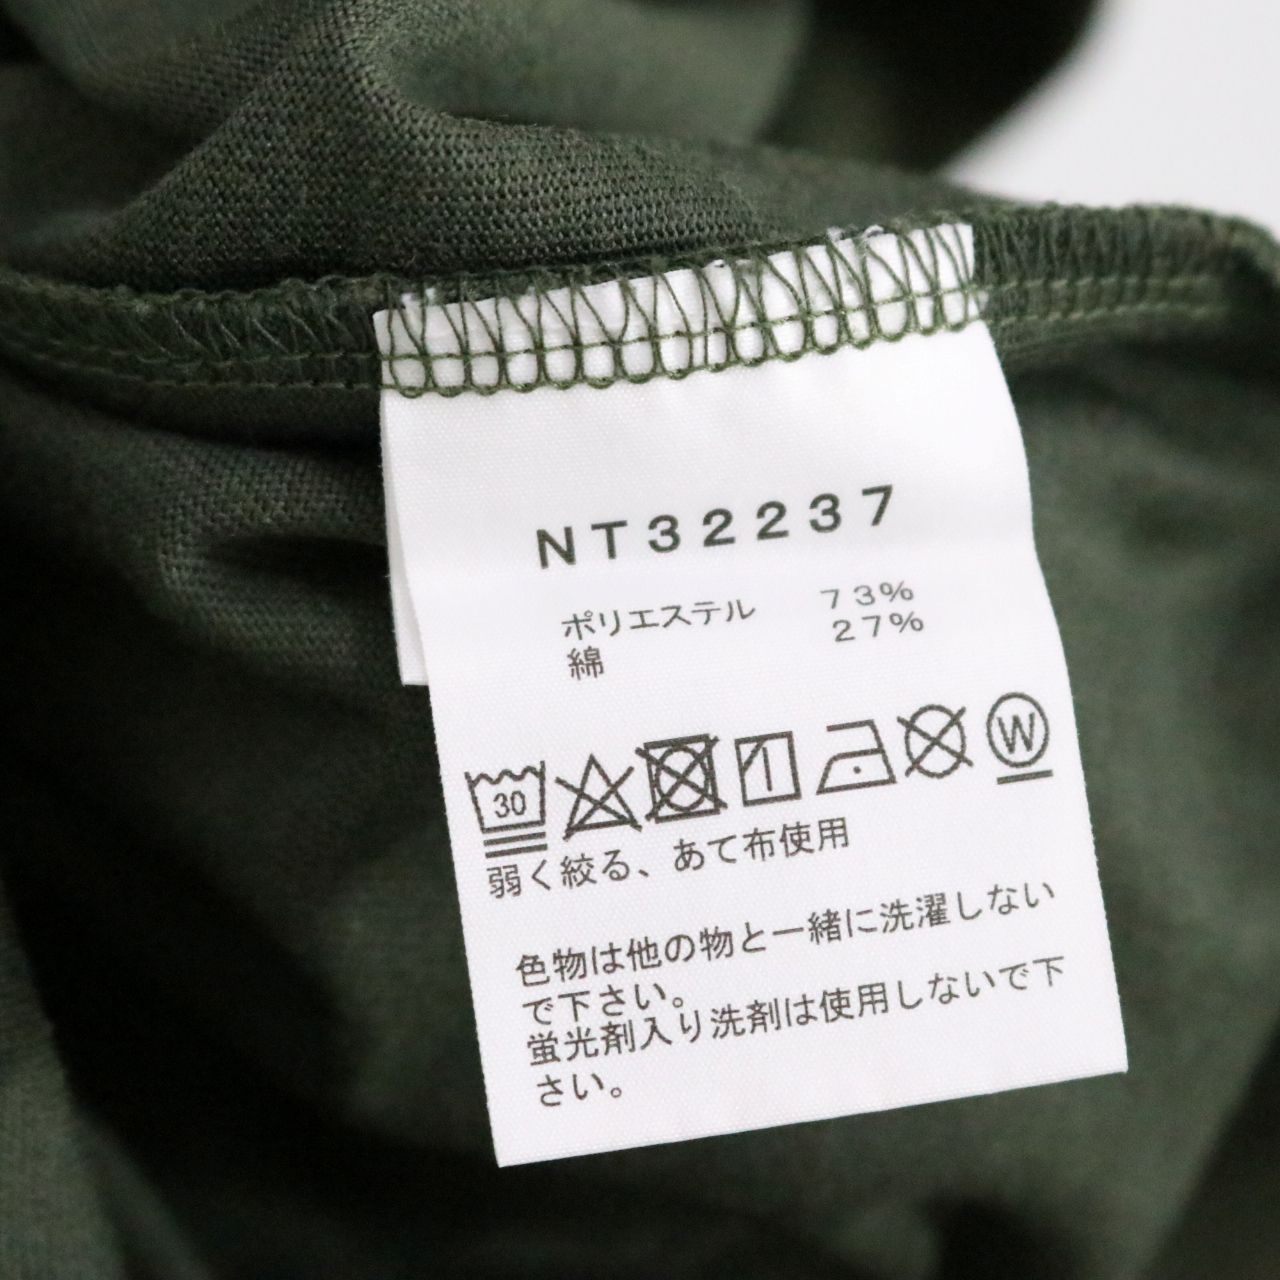 NT32237
ポリエステル 73%
綿 27%
30 W
弱く絞る、あて布使用
色物は他の物と一緒に洗濯しない
で下さい。
蛍光剤入り洗剤は使用しないで下
さい。